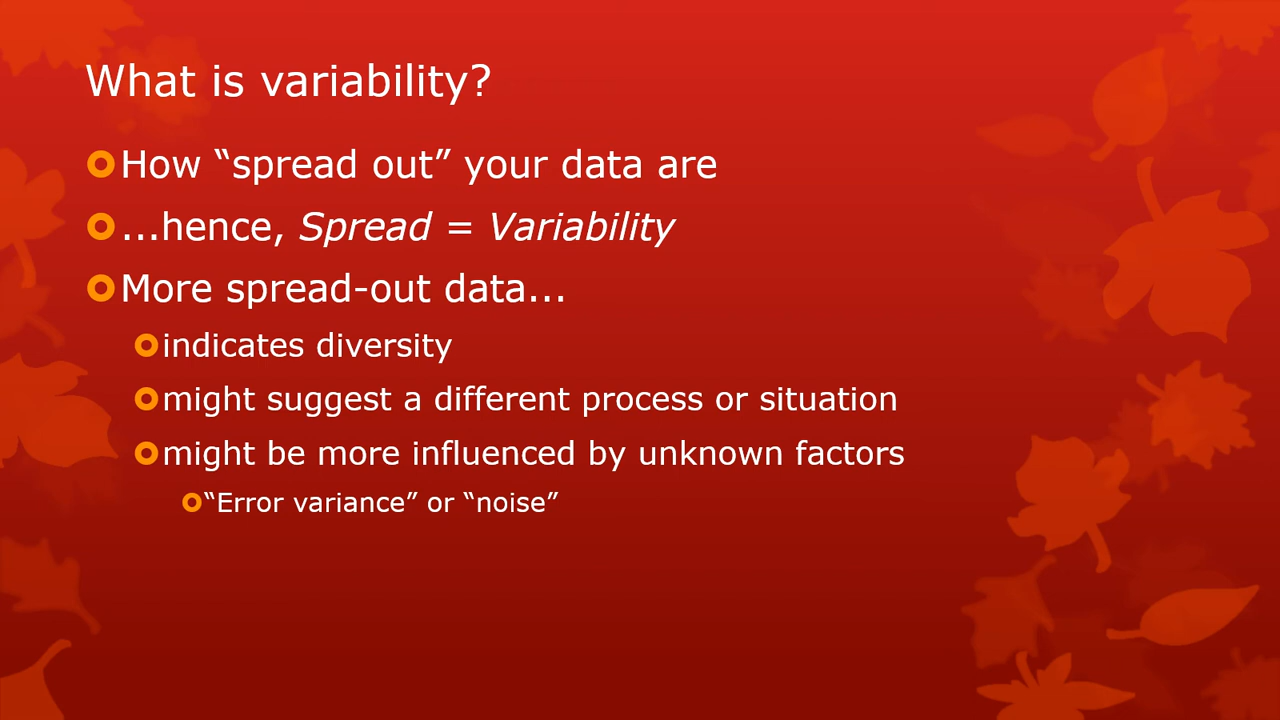 What is variability?
How “spread out” your data are
...hence, Spread = Variability
More spread-out data...
indicates diversity
might suggest a different process or situation
might be more influenced by unknown factors
“Error variance” or “noise”